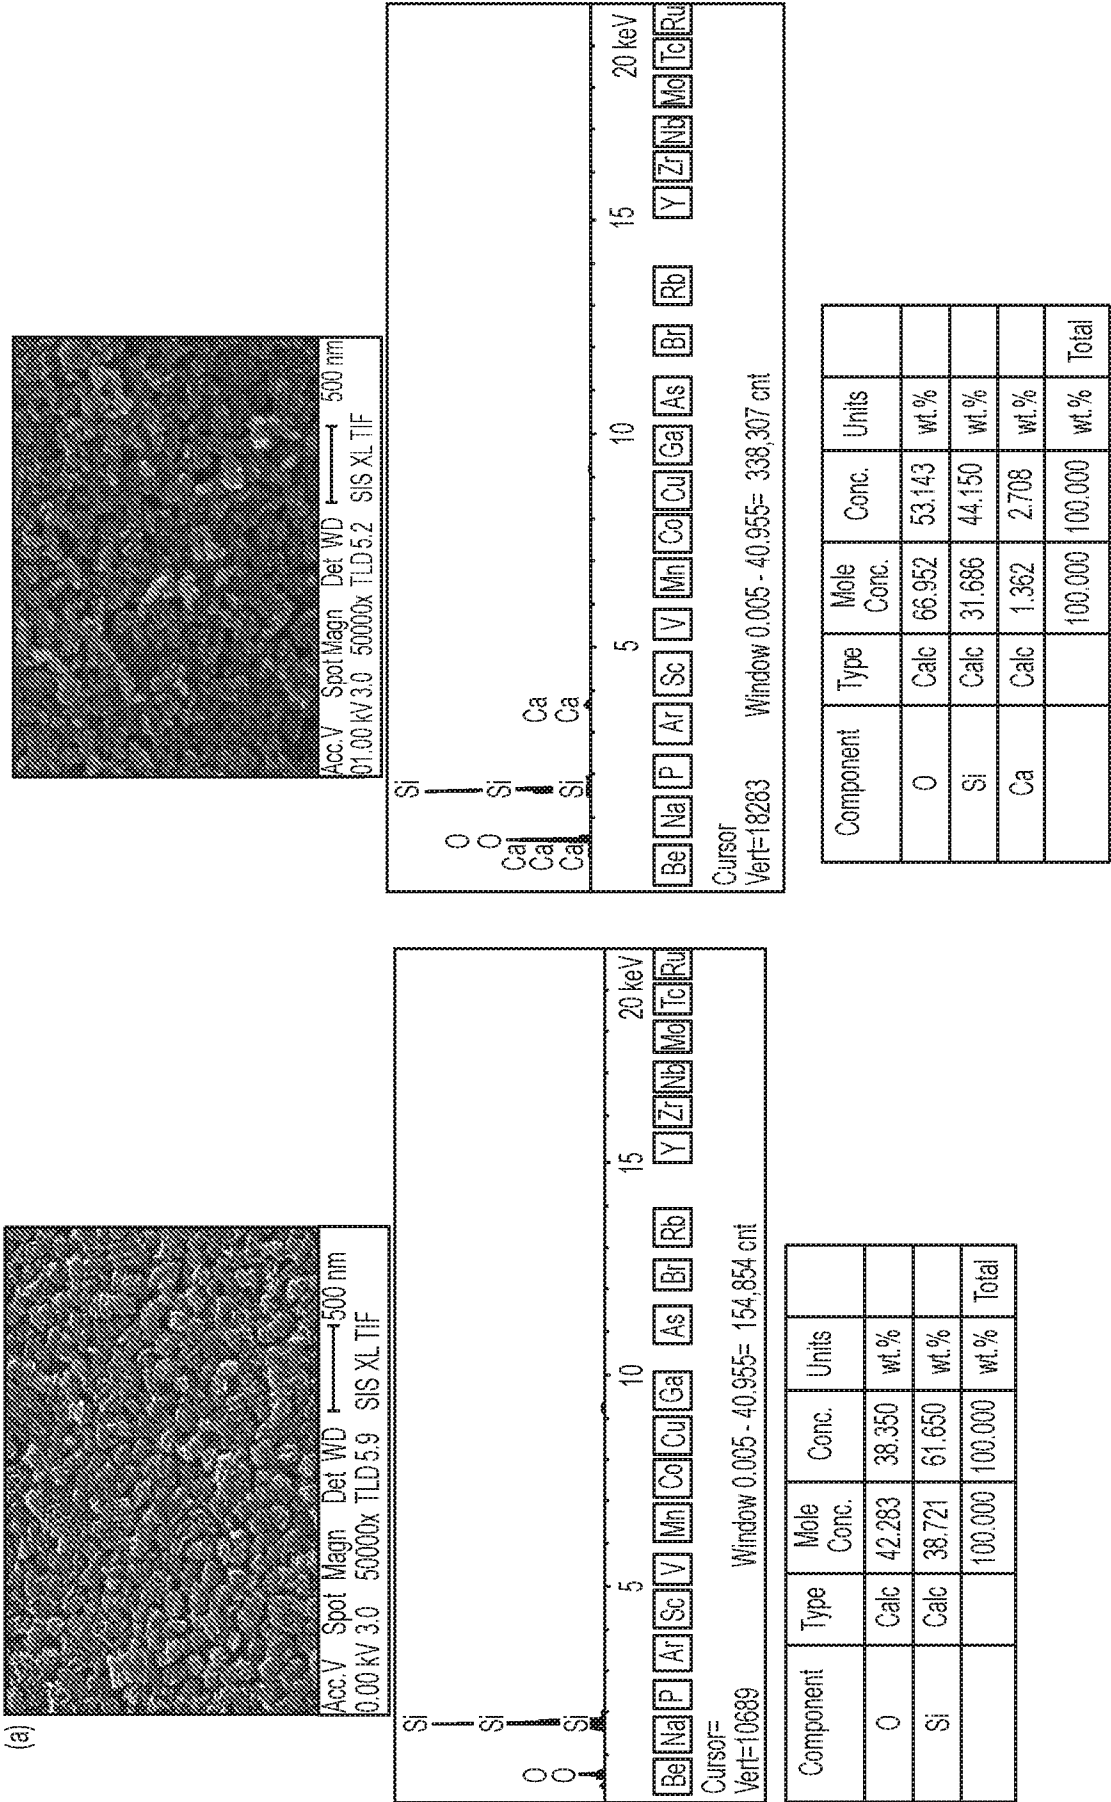 (a)
Acc.V Spot Magn Det WD 500 nm
0.00 KV 3.0 50000x TLD 5.9 SIS XL TIF
Si
Si
Si
O
O
5 10 15 20 keV
Be Na P Ar Sc V Mn Co Cu Ga As Br Rb Y Zr Nb Mo Tc Ru
Cursor=
Vert=10689 Window 0.005 - 40.955= 154,854 cnt
Component Type Mole Conc. Conc. Units
O Calc 42.283 38.350 wt.%
Si Calc 38.721 61.650 wt.%
100.000 100.000 wt.% Total
Acc.V Spot Magn Det WD 500 nm
01.00 kV 3.0 50000x TLD 5.2 SIS XL TIF
Si
Si
Si
O
O
Ca
Ca
Ca
Ca
Ca
5 10 15 20 keV
Be Na P Ar Sc V Mn Co Cu Ga As Br Rb Y Zr Nb Mo Tc Ru
Cursor
Vert=18283 Window 0.005 - 40.955= 338,307 cnt
Component Type Mole Conc. Conc. Units
O Calc 66.952 53.143 wt.%
Si Calc 31.686 44.150 wt.%
Ca Calc 1.362 2.708 wt.%
100.000 100.000 wt.% Total